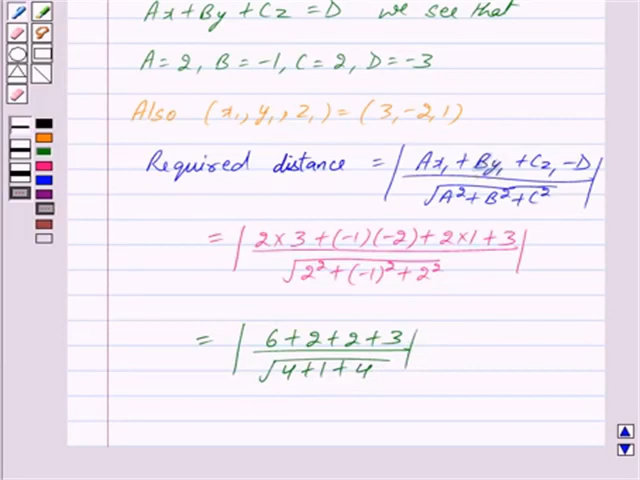 Ax + By + Cz = D we see that
A = 2, B = -1, C = 2, D = -3
Also (x₁, y₁, z₁) = (3, -2, 1)
Required distance = | Ax₁ + By₁ + Cz₁ - D / √A² + B² + C² |
= | 2 × 3 + (-1)(-2) + 2 × 1 + 3 / √2² + (-1)² + 2² |
= | 6 + 2 + 2 + 3 / √4 + 1 + 4 |